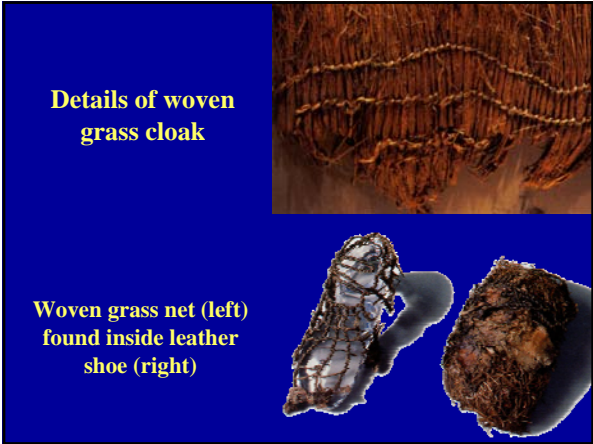 Details of woven
grass cloak
Woven grass net (left)
found inside leather
shoe (right)